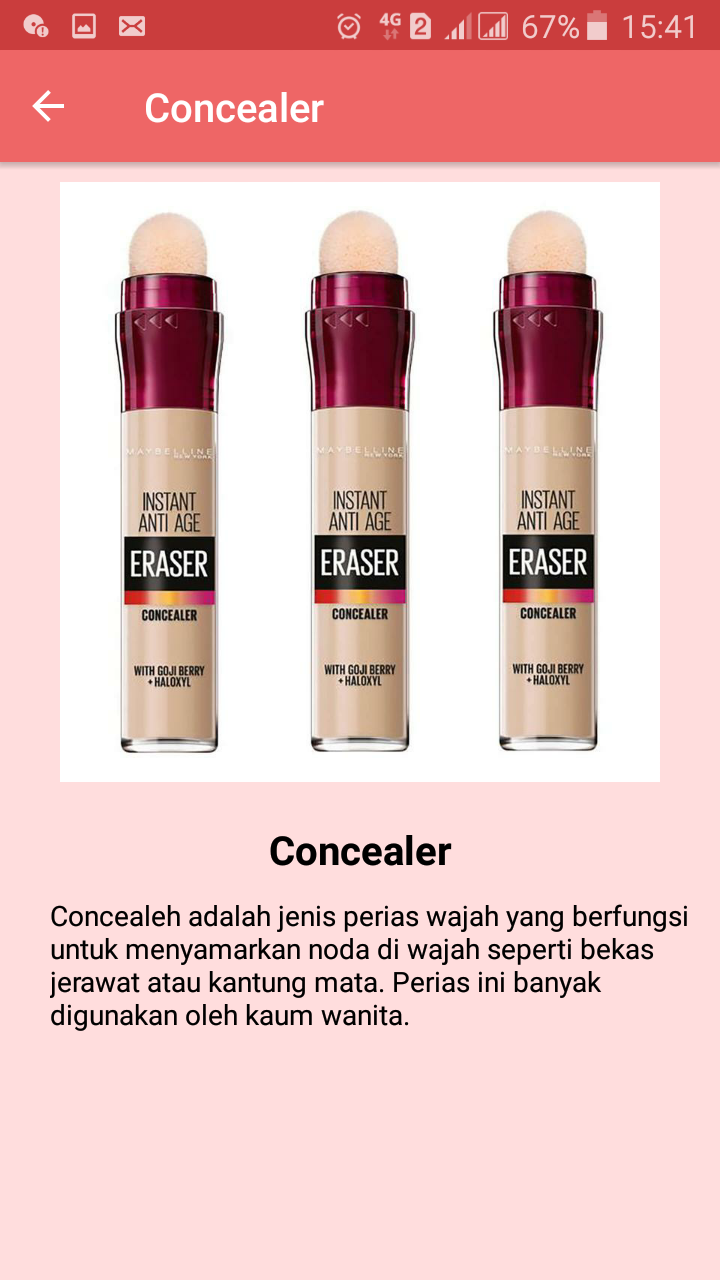 4G 2 67% 15:41
Concealer
MAYBELLINE
NEW YORK
INSTANT
ANTI AGE
ERASER
CONCEALER
WITH GOJI BERRY
+HALOXYL
MAYBELLINE
NEW YORK
INSTANT
ANTI AGE
ERASER
CONCEALER
WITH GOJI BERRY
+HALOXYL
MAYBELLINE
NEW YORK
INSTANT
ANTI AGE
ERASER
CONCEALER
WITH GOJI BERRY
+HALOXYL
Concealer
Concealeh adalah jenis perias wajah yang berfungsi
untuk menyamarkan noda di wajah seperti bekas
jerawat atau kantung mata. Perias ini banyak
digunakan oleh kaum wanita.